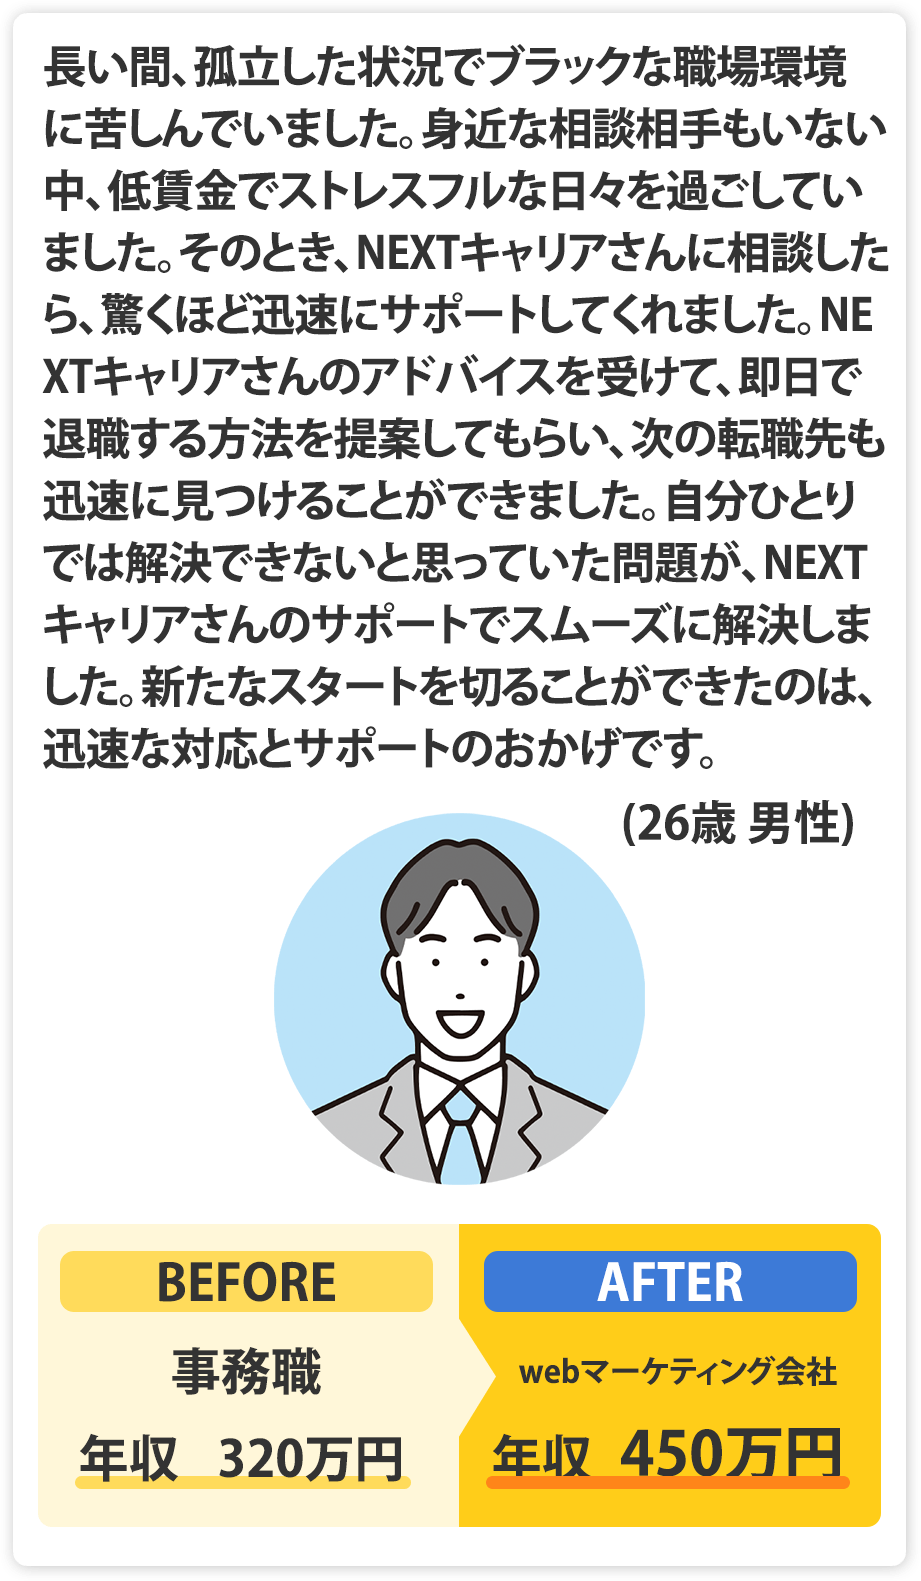 長い間、孤立した状況でブラックな職場環境
に苦しんでいました。身近な相談相手もいない
中、低賃金でストレスフルな日々を過ごしてい
ました。そのとき、NEXTキャリアさんに相談した
ら、驚くほど迅速にサポートしてくれました。NE
XTキャリアさんのアドバイスを受けて、即日で
退職する方法を提案してもらい、次の転職先も
迅速に見つけることができました。自分ひとり
では解決できないと思っていた問題が、NEXT
キャリアさんのサポートでスムーズに解決しま
した。新たなスタートを切ることができたのは、
迅速な対応とサポートのおかげです。
(26歳 男性)
BEFORE
事務職
年収 320万円
AFTER
webマーケティング会社
年収 450万円